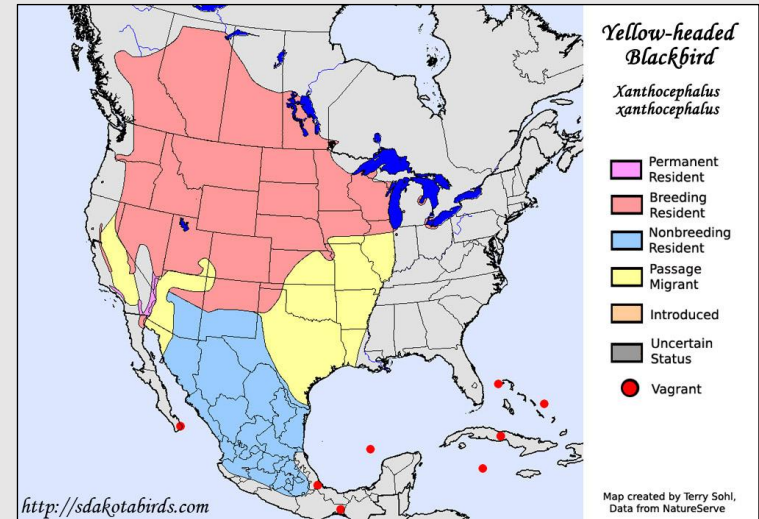 Yellow-headed
Blackbird
Xanthocephalus
xanthocephalus
Permanent
Resident
Breeding
Resident
Nonbreeding
Resident
Passage
Migrant
Introduced
Uncertain
Status
Vagrant
http://sdakotabirds.com
Map created by Terry Sohl,
Data from NatureServe